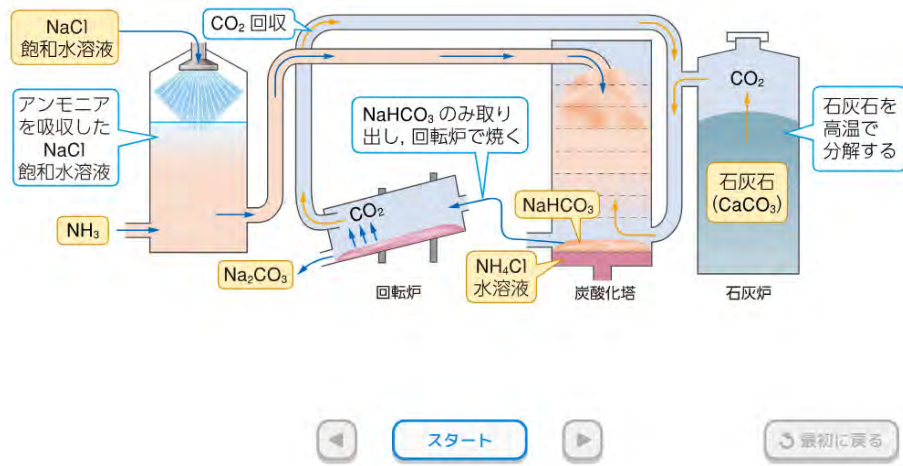 NaCl
飽和水溶液
CO₂ 回収
アンモニア
を吸収した
NaCl
飽和水溶液
NH₃
NaHCO₃ のみ取り
出し, 回転炉で焼く
CO₂
Na₂CO₃
回転炉
NaHCO₃
NH₄Cl
水溶液
炭酸化塔
CO₂
石灰石
(CaCO₃)
石灰炉
石灰石を
高温で
分解する
スタート
最初に戻る